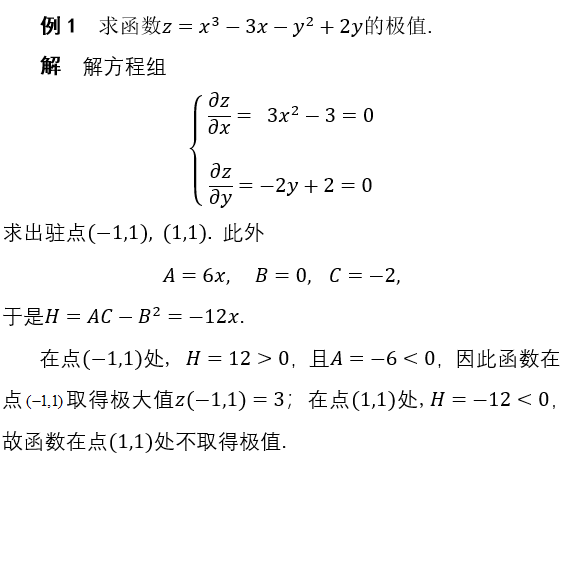 例1 求函数z = x³ − 3x − y² + 2y的极值.
解 解方程组
∂z/∂x = 3x² − 3 = 0
∂z/∂y = −2y + 2 = 0
求出驻点(−1,1), (1,1). 此外
A = 6x, B = 0, C = −2,
于是H = AC − B² = −12x.
在点(−1,1)处, H = 12 > 0, 且A = −6 < 0, 因此函数在
点(−1,1)取得极大值z(−1,1) = 3; 在点(1,1)处, H = −12 < 0,
故函数在点(1,1)处不取得极值.